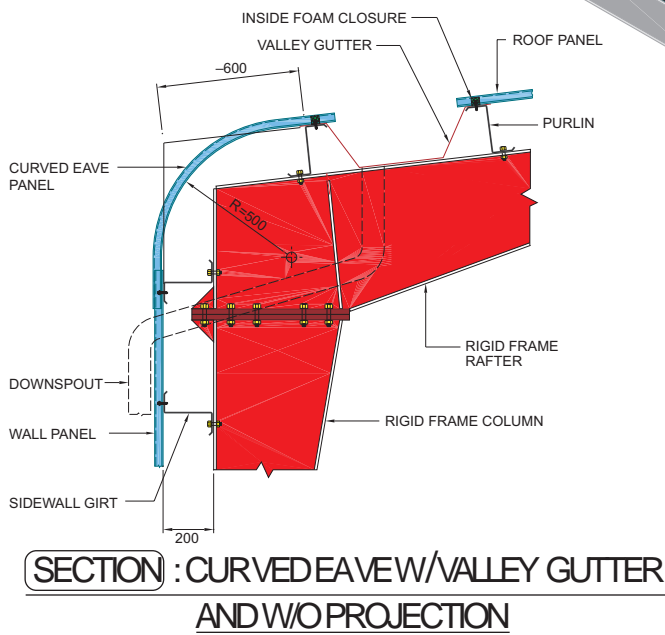 INSIDE FOAM CLOSURE
VALLEY GUTTER
ROOF PANEL
~600
PURLIN
CURVED EAVE
PANEL
R=500
RIGID FRAME
RAFTER
DOWNSPOUT
RIGID FRAME COLUMN
WALL PANEL
SIDEWALL GIRT
200
SECTION : CURVED EAVE W/VALLEY GUTTER
AND W/O PROJECTION